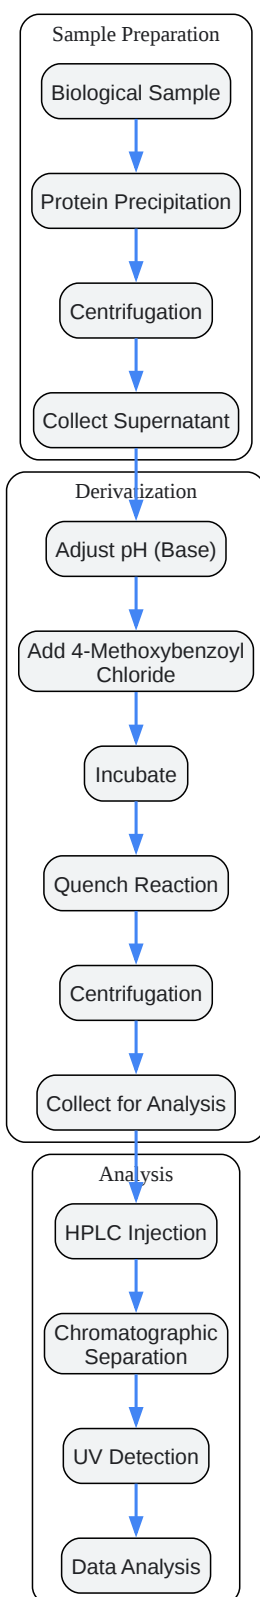 Sample Preparation
Biological Sample
Protein Precipitation
Centrifugation
Collect Supernatant
Derivatization
Adjust pH (Base)
Add 4-Methoxybenzoyl
Chloride
Incubate
Quench Reaction
Centrifugation
Collect for Analysis
Analysis
HPLC Injection
Chromatographic
Separation
UV Detection
Data Analysis